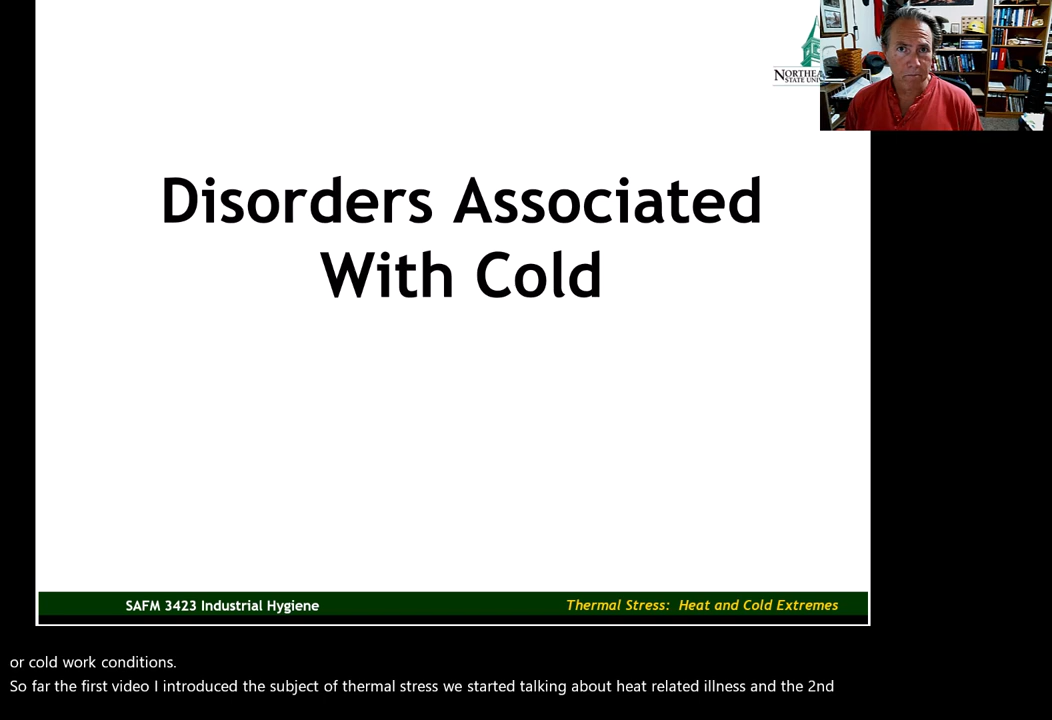 Disorders Associated
With Cold
SAFM 3423 Industrial Hygiene
Thermal Stress: Heat and Cold Extremes
or cold work conditions.
So far the first video I introduced the subject of thermal stress we started talking about heat related illness and the 2nd